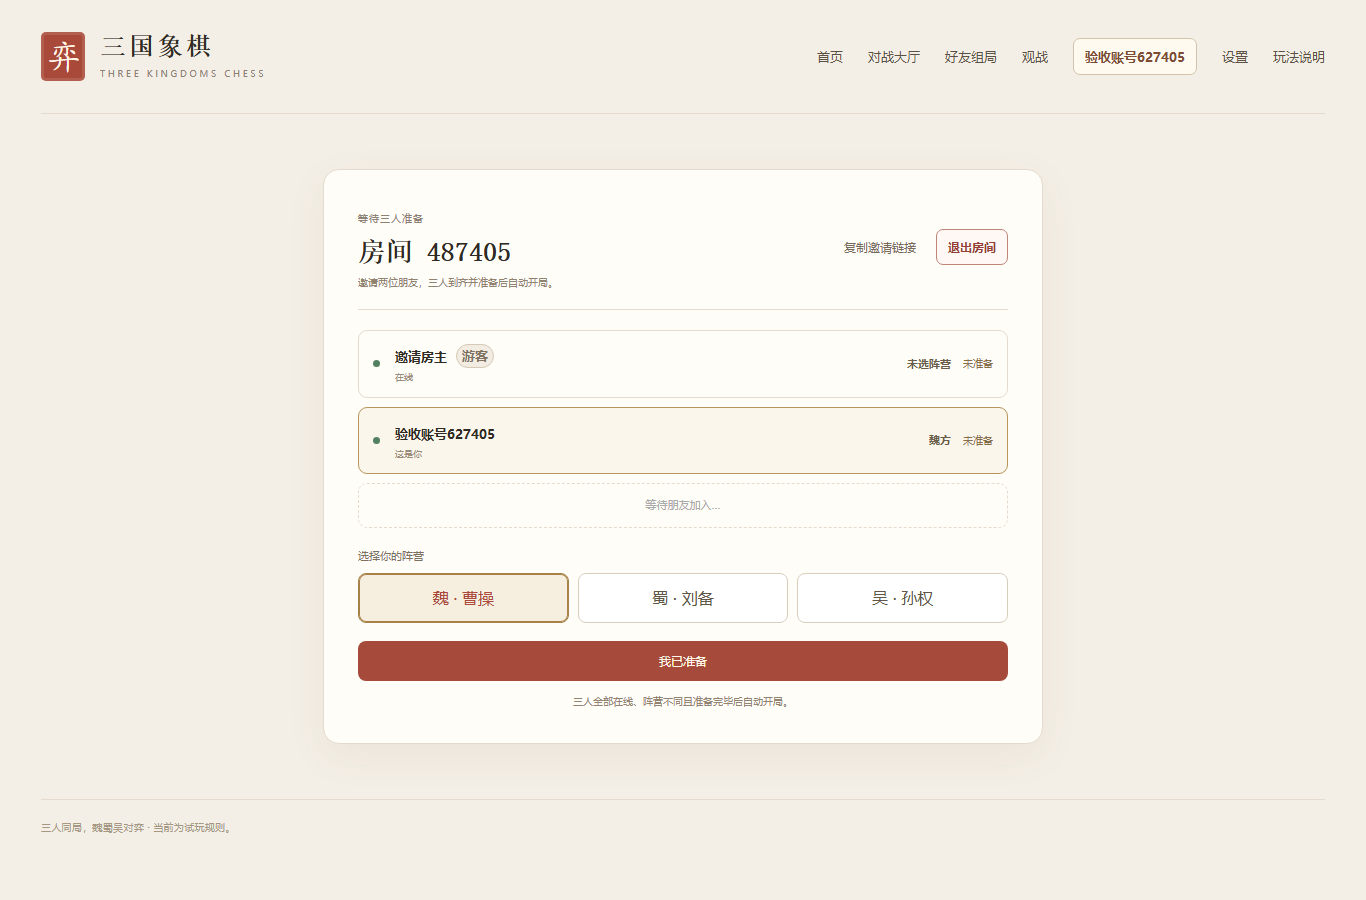 弈
三国象棋
THREE KINGDOMS CHESS
首页 对战大厅 好友组局 观战 验收账号627405 设置 玩法说明
等待三人准备
房间 487405
邀请两位朋友，三人到齐并准备后自动开局。
复制邀请链接 退出房间
邀请房主 游客
在线
未选阵营 未准备
验收账号627405
这是你
魏方 未准备
等待朋友加入...
选择你的阵营
魏 · 曹操 蜀 · 刘备 吴 · 孙权
我已准备
三人全部在线、阵营不同且准备完毕后自动开局。
三人同局，魏蜀吴对弈 · 当前为试玩规则。